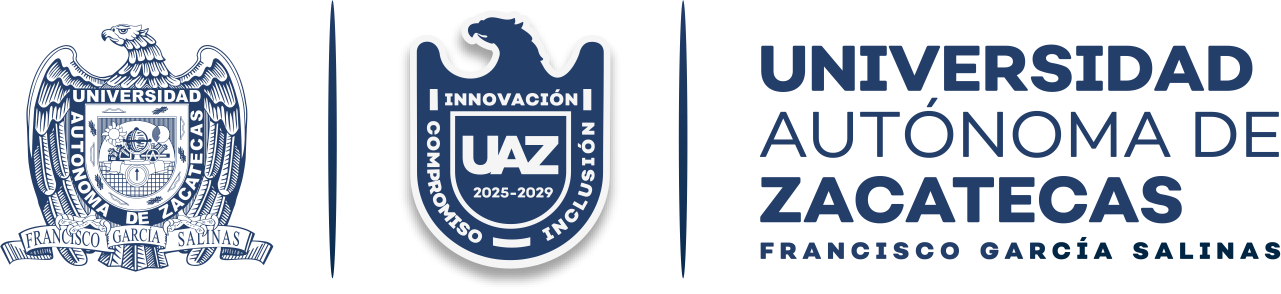 UNIVERSIDAD
AUTONOMA DE ZACATECAS
FRANCISCO GARCÍA SALINAS
INNOVACIÓN
COMPROMISO
INCLUSIÓN
UAZ
2025-2029
UNIVERSIDAD
AUTÓNOMA DE
ZACATECAS
FRANCISCO GARCÍA SALINAS